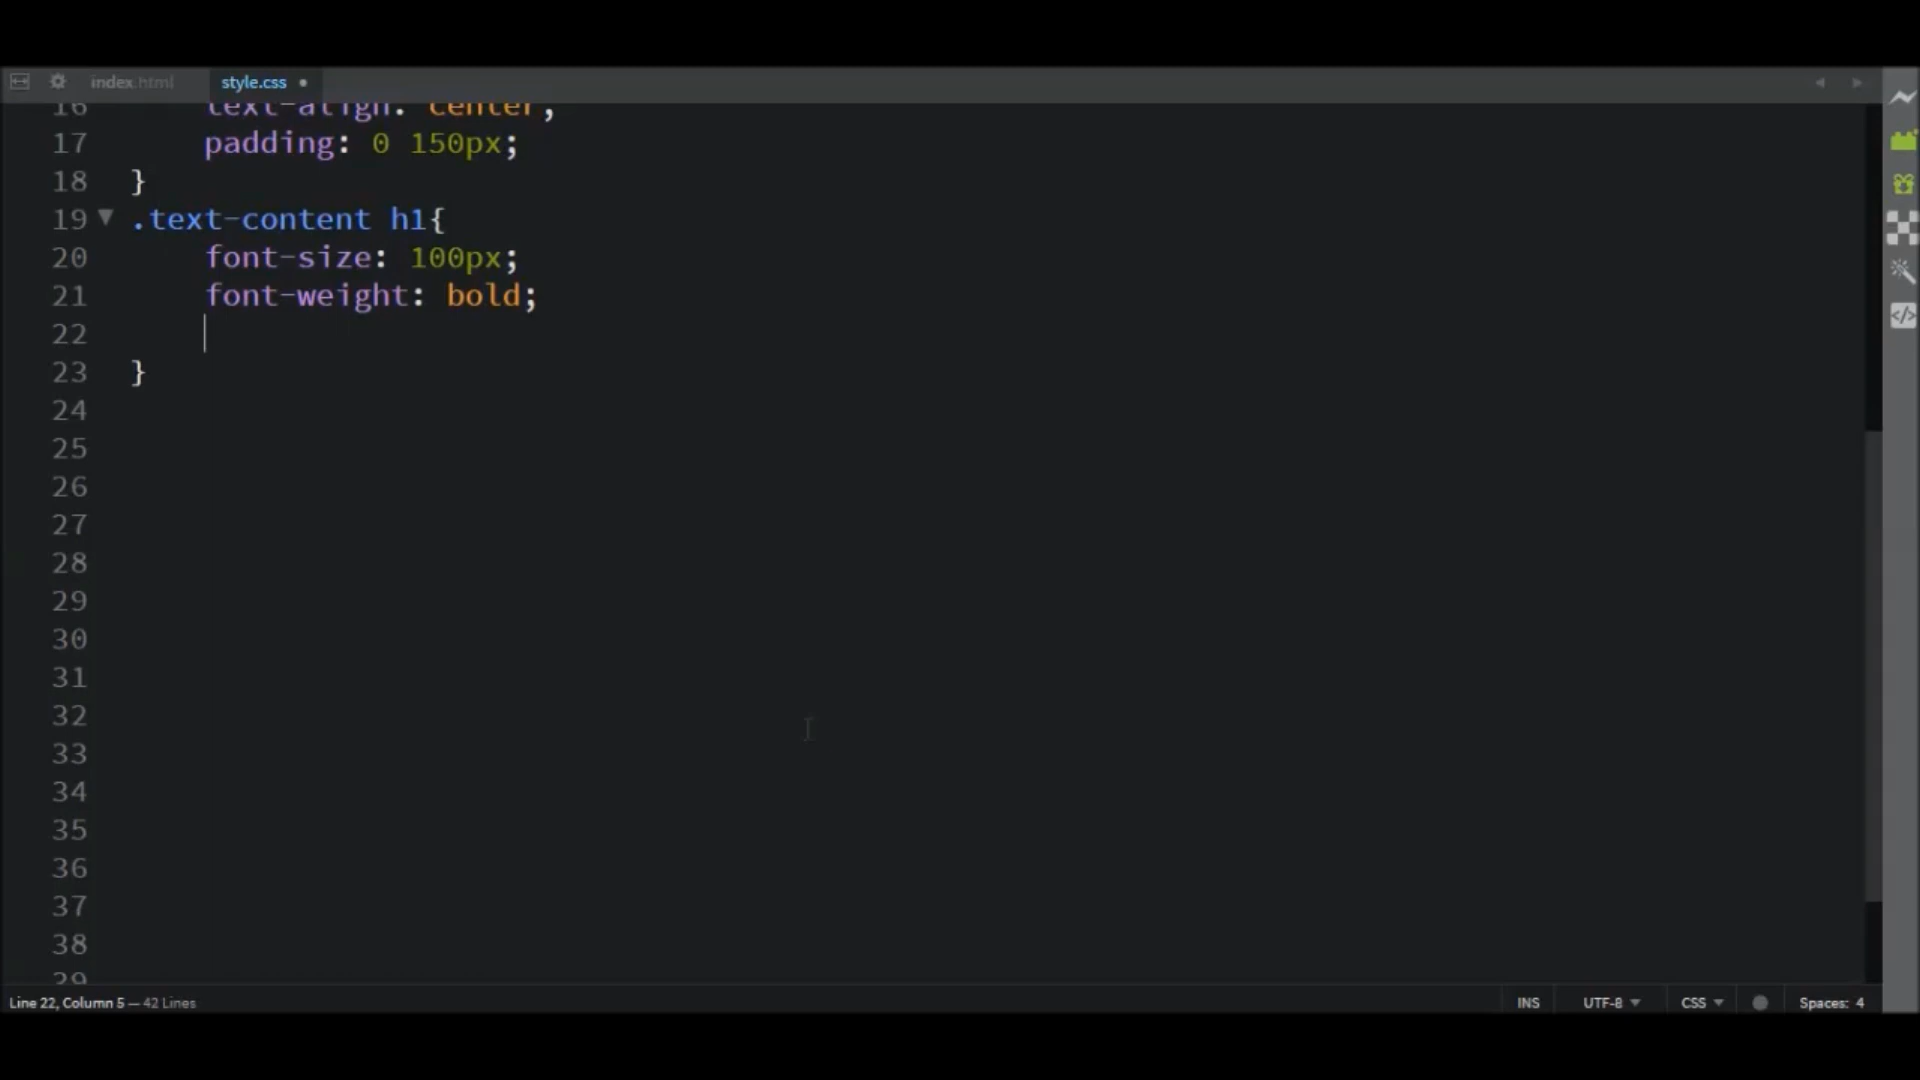 index.html style.css
16 text-align: center;
17 padding: 0 150px;
18 }
19 .text-content h1{
20 font-size: 100px;
21 font-weight: bold;
22
23 }
24
25
26
27
28
29
30
31
32
33
34
35
36
37
38
39
Line 22, Column 5 — 42 Lines INS UTF-8 CSS Spaces: 4